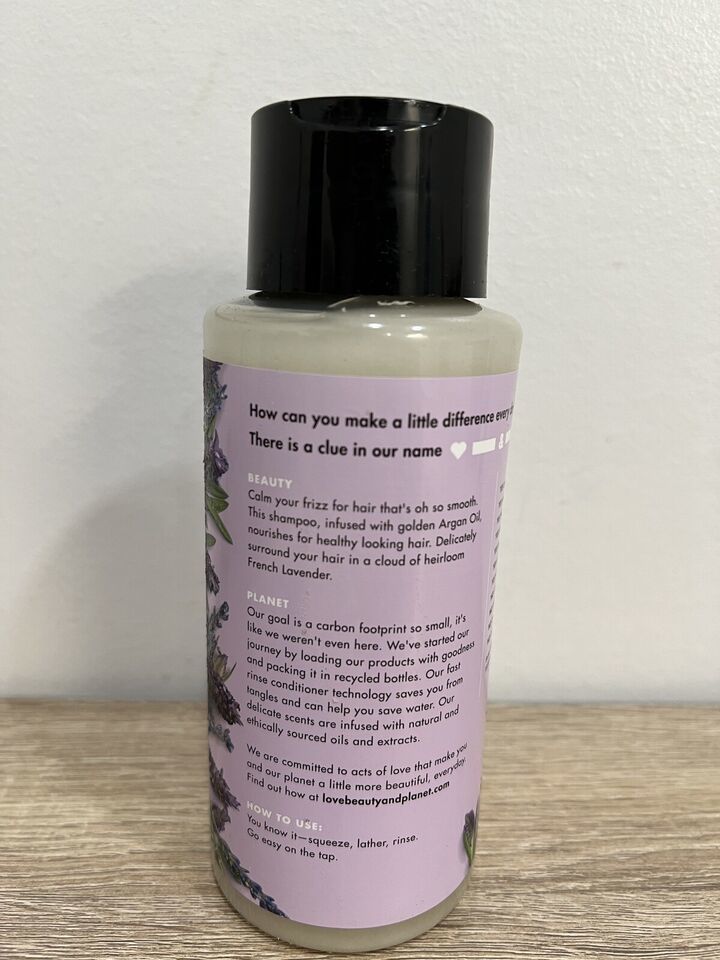 How can you make a little difference every
There is a clue in our name
&
BEAUTY
Calm your frizz for hair that's oh so smooth.
This shampoo, infused with golden Argan Oil,
nourishes for healthy looking hair. Delicately
surround your hair in a cloud of heirloom
French Lavender.
PLANET
Our goal is a carbon footprint so small, it's
like we weren't even here. We've started our
journey by loading our products with goodness
and packing it in recycled bottles. Our fast
rinse conditioner technology saves you from
tangles and can help you save water. Our
delicate scents are infused with natural and
ethically sourced oils and extracts.
We are committed to acts of love that make you
and our planet a little more beautiful, everyday.
Find out how at lovebeautyandplanet.com
HOW TO USE:
You know it—squeeze, lather, rinse.
Go easy on the tap.